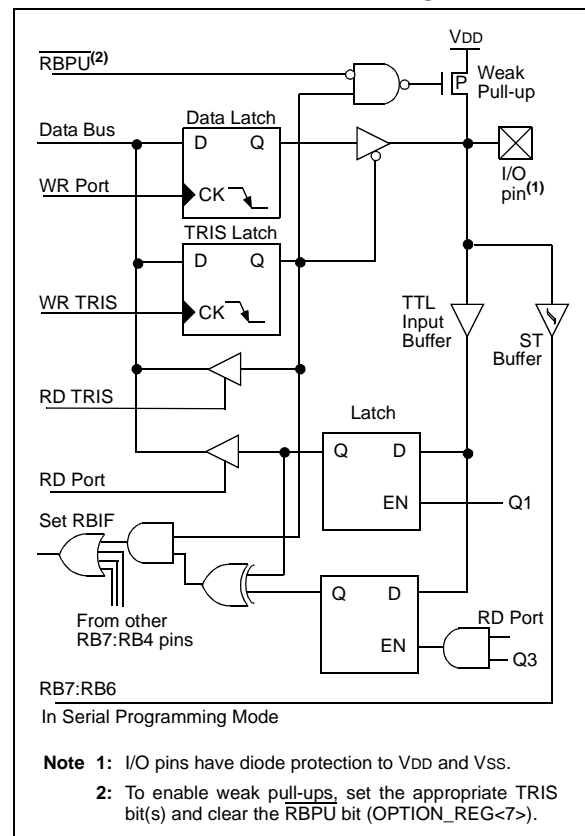 VDD
RBPU(2)
P
Weak
Pull-up
Data Latch
Data Bus
D Q
I/O
pin(1)
WR Port
CK
TRIS Latch
D Q
WR TRIS
CK
TTL
Input
Buffer
ST
Buffer
RD TRIS
Latch
Q D
RD Port
EN
Q1
Set RBIF
From other
RB7:RB4 pins
Q D
RD Port
EN
Q3
RB7:RB6
In Serial Programming Mode
Note 1: I/O pins have diode protection to VDD and VSS.
2: To enable weak pull-ups, set the appropriate TRIS
bit(s) and clear the RBPU bit (OPTION_REG<7>).